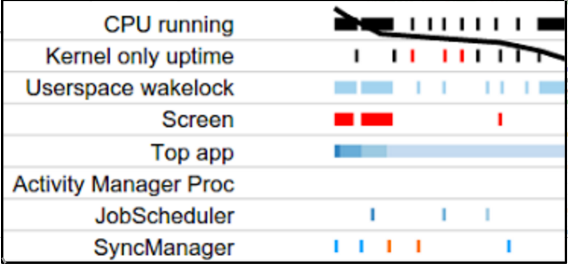 CPU running
Kernel only uptime
Userspace wakelock
Screen
Top app
Activity Manager Proc
JobScheduler
SyncManager